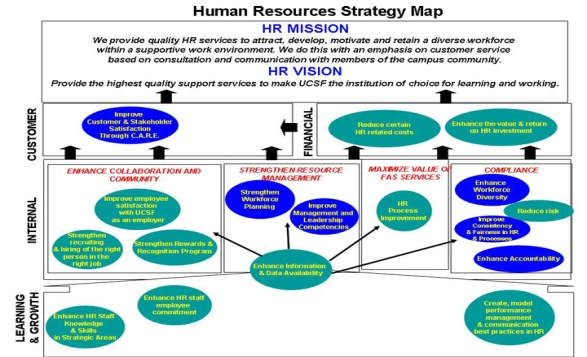 Human Resources Strategy Map
HR MISSION
We provide quality HR services to attract, develop, motivate and retain a diverse workforce
within a supportive work environment. We do this with an emphasis on customer service
based on consultation and communication with members of the campus community.
HR VISION
Provide the highest quality support services to make UCSF the institution of choice for learning and working.
CUSTOMER
Improve
Customer & Stakeholder
Satisfaction
Through C.A.R.E.
FINANCIAL
Reduce certain
HR related costs
Enhance the value & return
on HR investment
INTERNAL
ENHANCE COLLABORATION AND
COMMUNITY
Improve employee
satisfaction
with UCSF
as an employer
Strengthen
recruiting
& hiring of the right
person in the
right job
Strengthen Rewards &
Recognition Program
STRENGTHEN RESOURCE
MANAGEMENT
Strengthen
Workforce
Planning
Improve
Management and
Leadership
Competencies
MAXIMIZE VALUE OF
FAS SERVICES
HR
Process
Improvement
COMPLIANCE
Enhance
Workforce
Diversity
Reduce risk
Improve
Consistency
& Fairness in HR
& Processes
Enhance Accountability
Enhance Information
& Data Availability
LEARNING
& GROWTH
Enhance HR Staff
Knowledge
& Skills
in Strategic Areas
Enhance HR staff
employee
commitment
Create, model
performance
management
& communication
best practices in HR